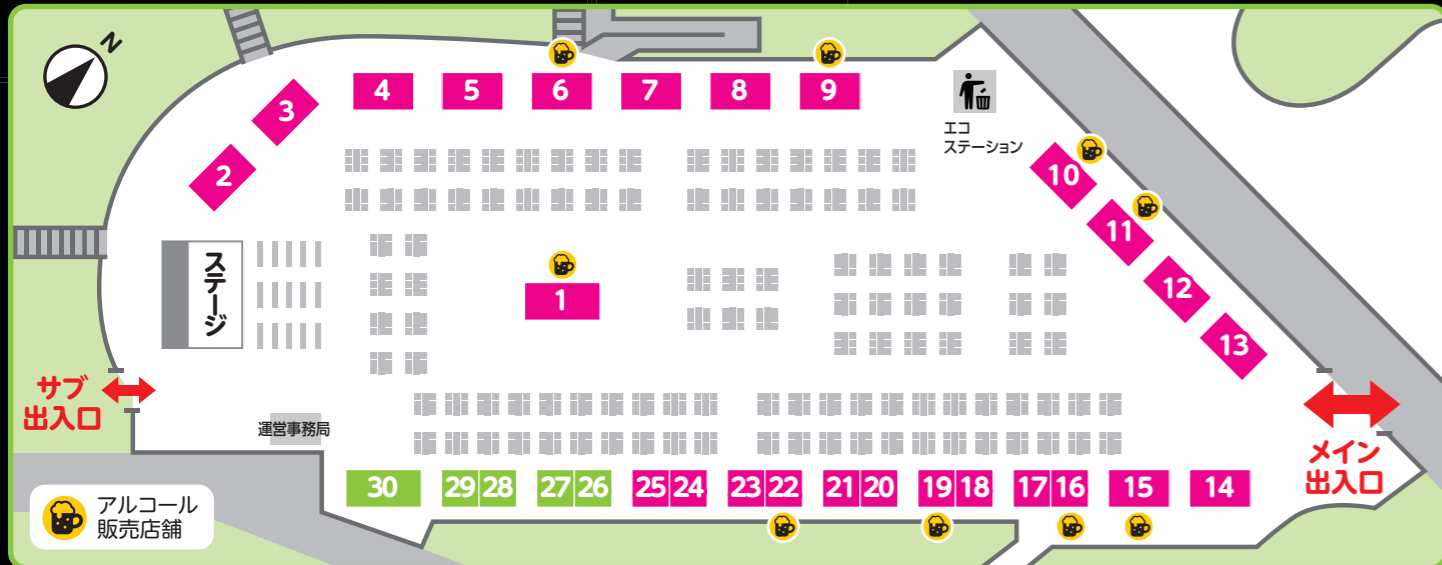 N
4
5
6
7
8
9
3
2
エコ
ステーション
10
11
12
13
ステージ
1
サブ
出入口
運営事務局
メイン
出入口
30
29 28
27 26
25 24
23 22
21 20
19 18
17 16
15
14
アルコール
販売店舗